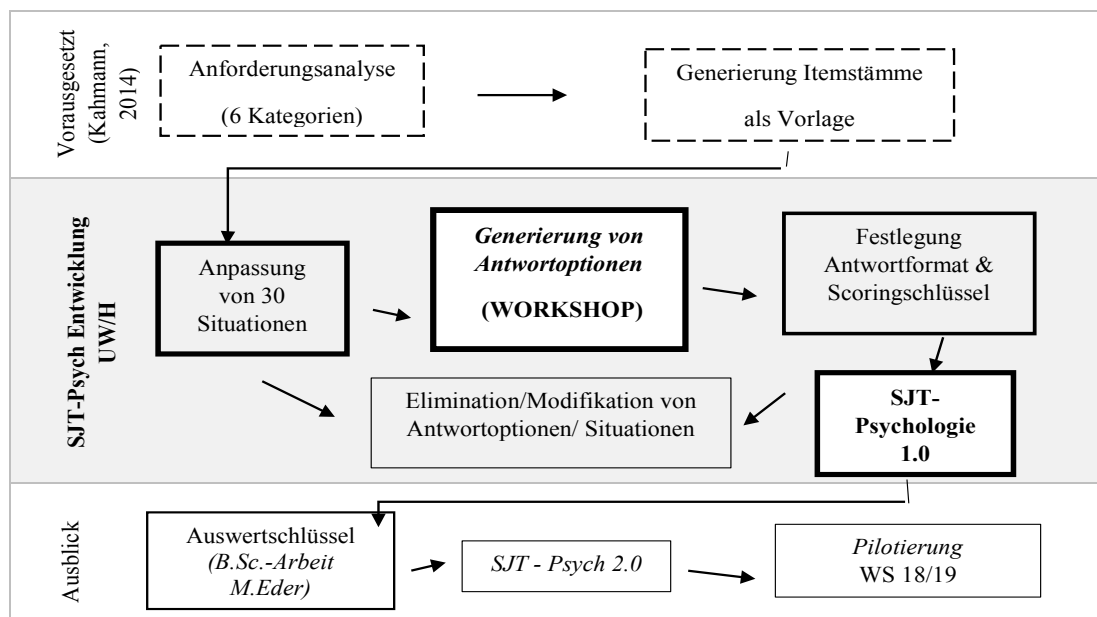 Vorausgesetzt
(Kahmann,
2014)
Anforderungsanalyse
(6 Kategorien)
Generierung Itemstämme
als Vorlage
SJT-Psych Entwicklung
UW/H
Anpassung
von 30
Situationen
Generierung von
Antwortoptionen
(WORKSHOP)
Festlegung
Antwortformat &
Scoringschlüssel
Elimination/Modifikation von
Antwortoptionen/ Situationen
SJT-
Psychologie
1.0
Ausblick
Auswertschlüssel
(B.Sc.-Arbeit
M.Eder)
SJT - Psych 2.0
Pilotierung
WS 18/19